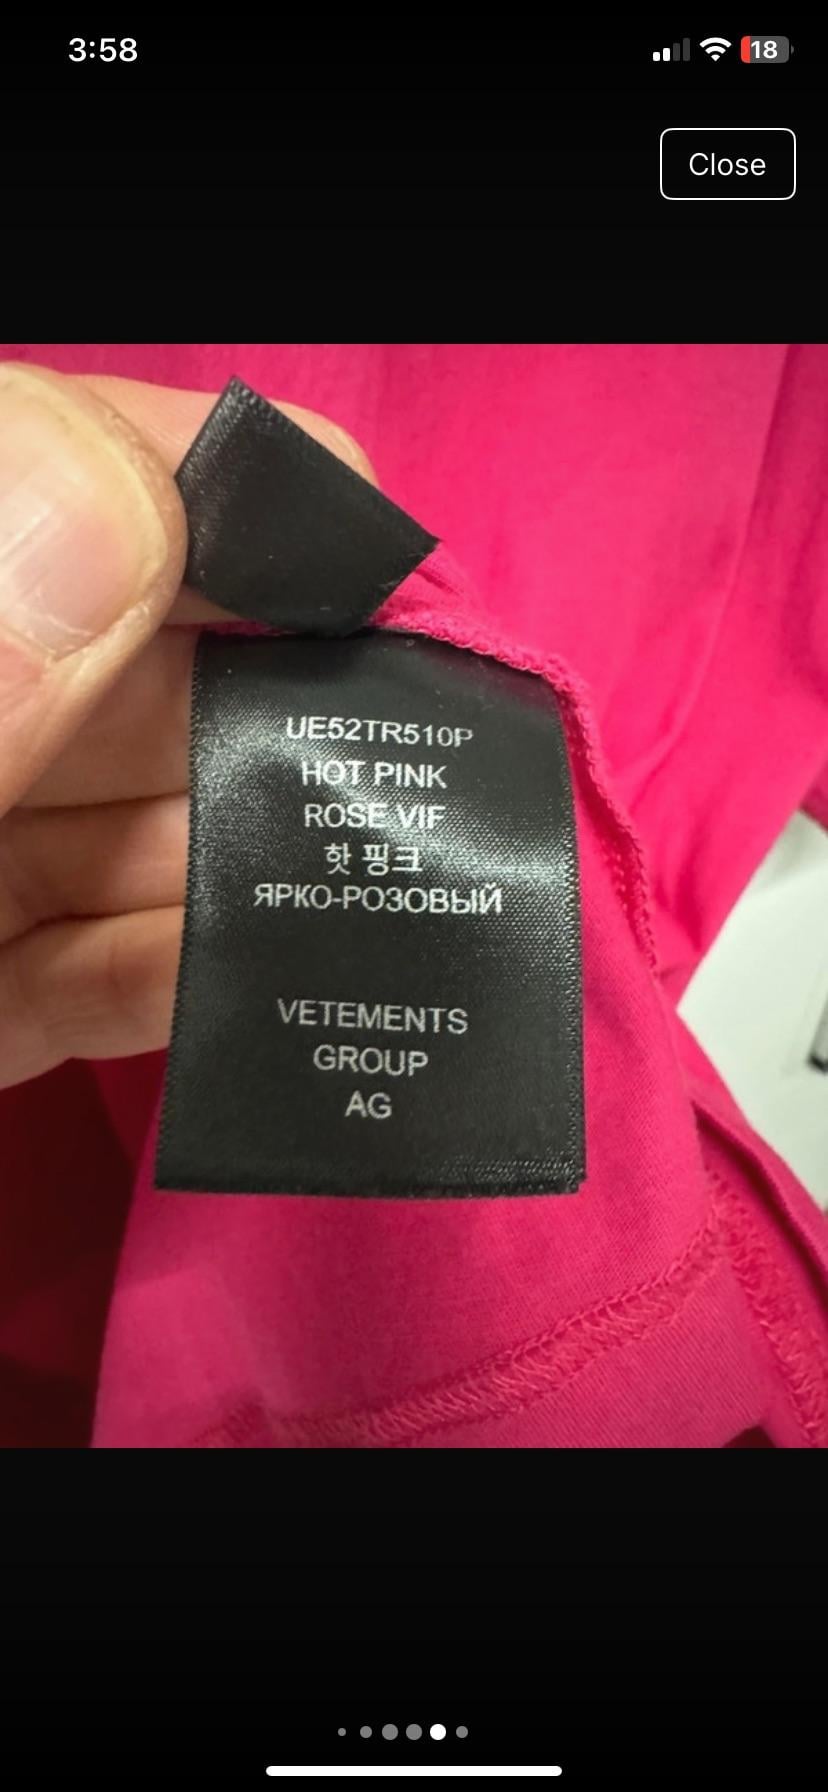 3:58
18
Close
UE52TR510P
HOT PINK
ROSE VIF
핫 핑크
ЯРКО-РОЗОВЫЙ
VETEMENTS
GROUP
AG